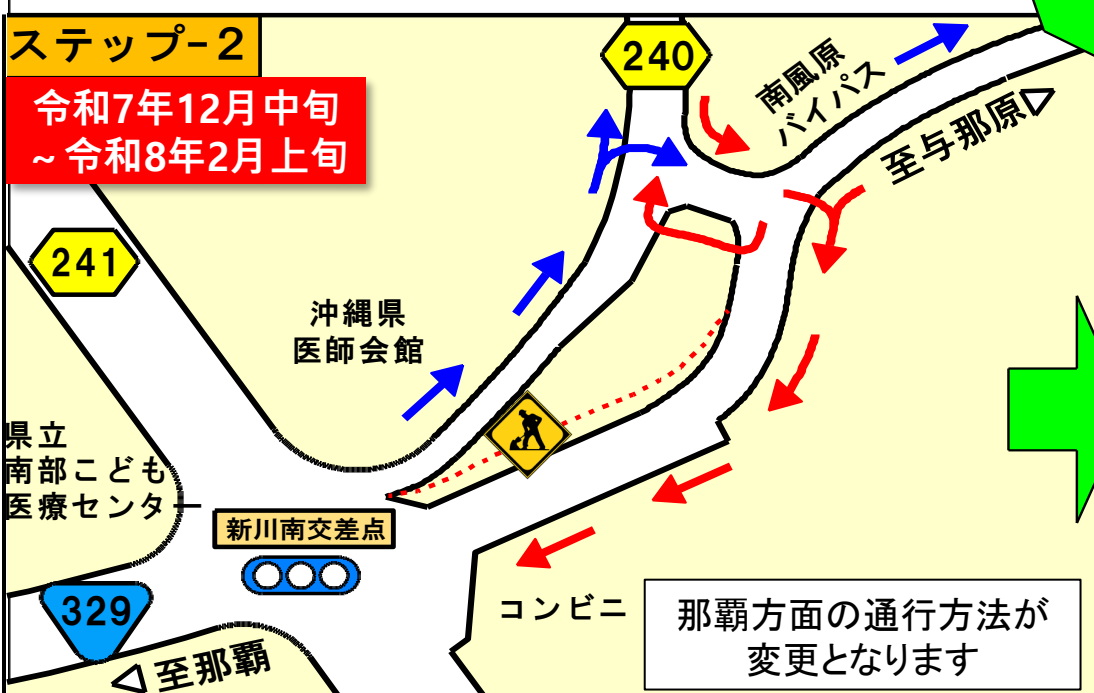 ステップ-2
令和7年12月中旬
~令和8年2月上旬
240
南風原
バイパス
至与那原
241
沖縄県
医師会館
県立
南部こども
医療センター
新川南交差点
329
至那覇
コンビニ
那覇方面の通行方法が
変更となります